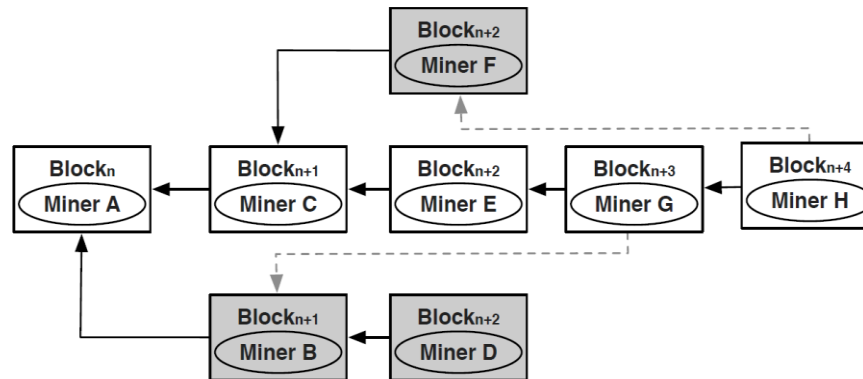 Blockn+2
Miner F
Blockn
Miner A
Blockn+1
Miner C
Blockn+2
Miner E
Blockn+3
Miner G
Blockn+4
Miner H
Blockn+1
Miner B
Blockn+2
Miner D